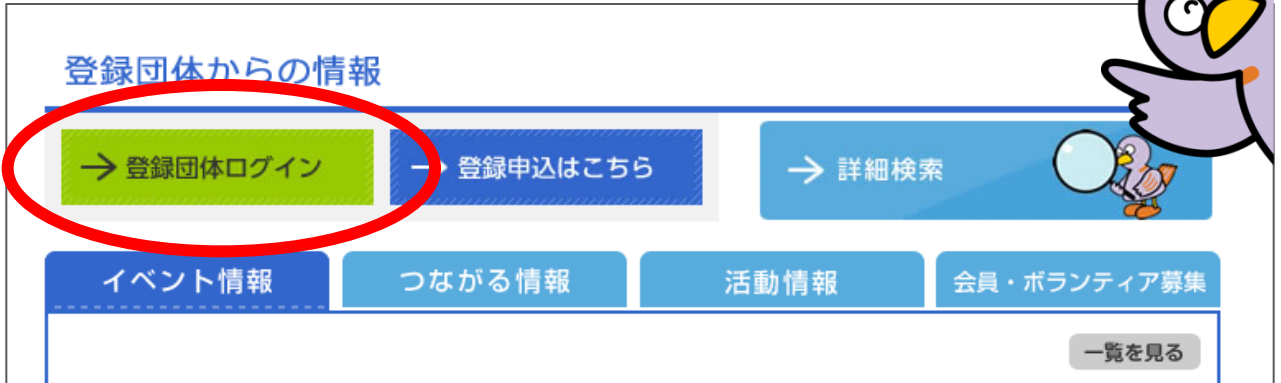 登録団体からの情報
→ 登録団体ログイン
→ 登録申込はこちら
→ 詳細検索
イベント情報
つながる情報
活動情報
会員・ボランティア募集
一覧を見る